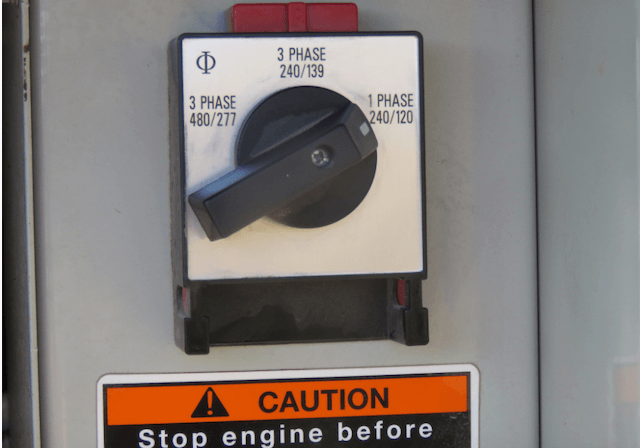 Φ
3 PHASE
240/139
3 PHASE
480/277
1 PHASE
240/120
CAUTION
Stop engine before